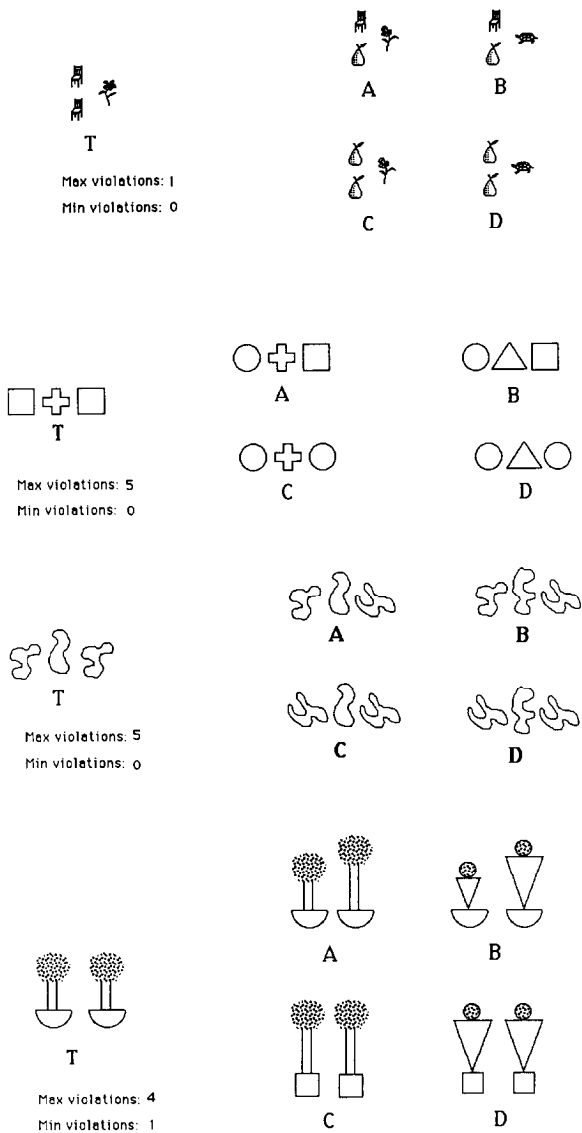 A B
T
Max violations: 1
Min violations: 0
C D
A B
T
C D
Max violations: 5
Min violations: 0
A B
T
Max violations: 5
Min violations: 0
C D
A B
T
Max violations: 4
Min violations: 1
C D